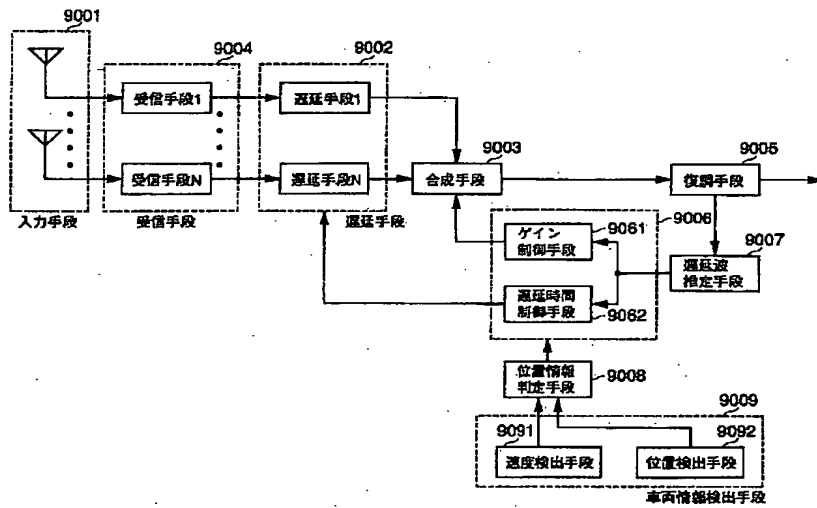 9001
9004
9002
受信手段1
遅延手段1
9003
9005
受信手段N
遅延手段N
合成手段
復調手段
入力手段
受信手段
遅延手段
9006
ゲイン
制御手段
9061
9007
遅延波
推定手段
遅延時間
制御手段
9062
位置情報
判定手段
9008
9009
9091
9092
速度検出手段
位置検出手段
車両情報検出手段